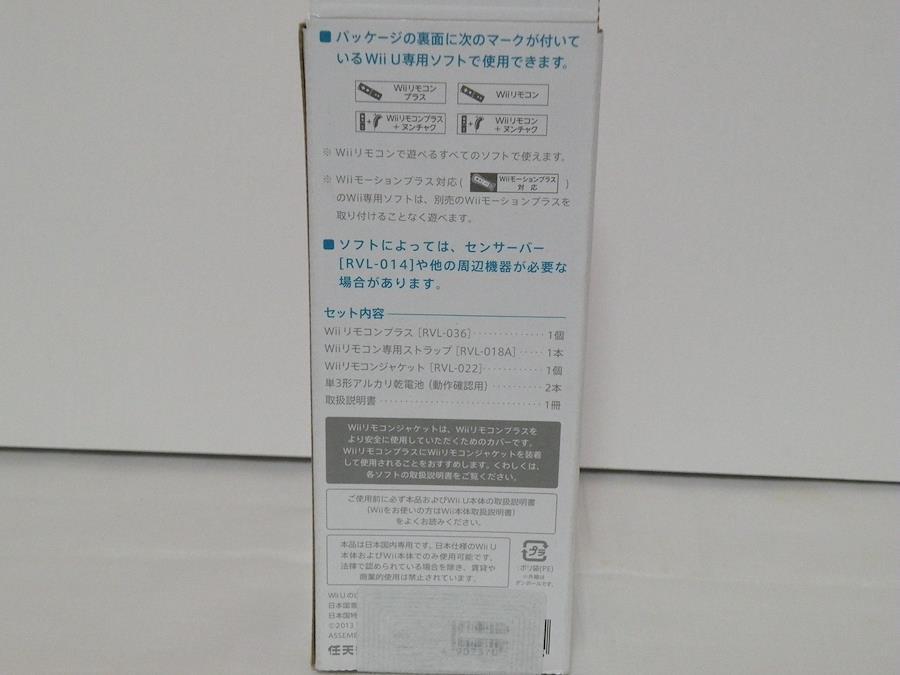 ■ パッケージの裏面に次のマークが付いて
いるWii U専用ソフトで使用できます。
Wiiリモコン
プラス
Wiiリモコン
Wiiリモコンプラス
+ ヌンチャク
Wiiリモコン
+ ヌンチャク
※ Wiiリモコンで遊べるすべてのソフトで使えます。
※ Wiiモーションプラス対応( Wiiモーションプラス 対応 )
のWii専用ソフトは、別売のWiiモーションプラスを
取り付けることなく遊べます。
■ ソフトによっては、センサーバー
[RVL-014]や他の周辺機器が必要な
場合があります。
セット内容
Wiiリモコンプラス [RVL-036]‥‥‥‥‥‥1個
Wiiリモコン専用ストラップ [RVL-018A]‥‥1本
Wiiリモコンジャケット [RVL-022]‥‥‥‥‥1個
単3形アルカリ乾電池 (動作確認用)‥‥‥‥2本
取扱説明書‥‥‥‥‥‥‥‥‥‥‥‥1冊
Wiiリモコンジャケットは、Wiiリモコンプラスを
より安全に使用していただくためのカバーです。
WiiリモコンプラスにWiiリモコンジャケットを装着
して使用されることをおすすめします。くわしくは、
各ソフトの取扱説明書をご覧ください。
ご使用前に必ず本品およびWii U本体の取扱説明書
(Wiiをお使いの方はWii本体取扱説明書)
をよくお読みください。
本品は日本国内専用です。日本仕様のWii U
本体およびWii本体でのみ使用可能です。
法律で認められている場合を除き、賃貸や
商業的使用は禁止されています。
プラ
:ポリ袋(PE)
※外箱は
ダンボールです。
Wii Uの
日本国
日本国特
©2013
ASSEM
任天